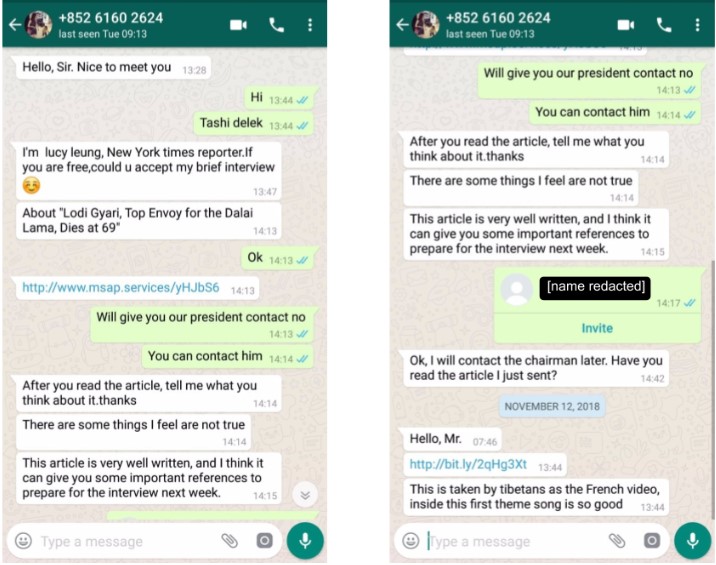 +852 6160 2624
last seen Tue 09:13
Hello, Sir. Nice to meet you 13:28
Hi 13:44
Tashi delek 13:44
I'm lucy leung, New York times reporter.If
you are free,could u accept my brief interview
13:47
About "Lodi Gyari, Top Envoy for the Dalai
Lama, Dies at 69" 14:13
Ok 14:13
http://www.msap.services/yHJbS6 14:13
Will give you our president contact no
14:13
You can contact him 14:14
After you read the article, tell me what you
think about it.thanks 14:14
There are some things I feel are not true
14:14
This article is very well written, and I think it
can give you some important references to
prepare for the interview next week. 14:15
Type a message
+852 6160 2624
last seen Tue 09:13
Will give you our president contact no
14:13
You can contact him 14:14
After you read the article, tell me what you
think about it.thanks 14:14
There are some things I feel are not true
14:14
This article is very well written, and I think it
can give you some important references to
prepare for the interview next week. 14:15
[name redacted]
14:17
Invite
Ok, I will contact the chairman later. Have you
read the article I just sent? 14:42
NOVEMBER 12, 2018
Hello, Mr. 07:46
http://bit.ly/2qHg3Xt 13:44
This is taken by tibetans as the French video,
inside this first theme song is so good 13:44
Type a message